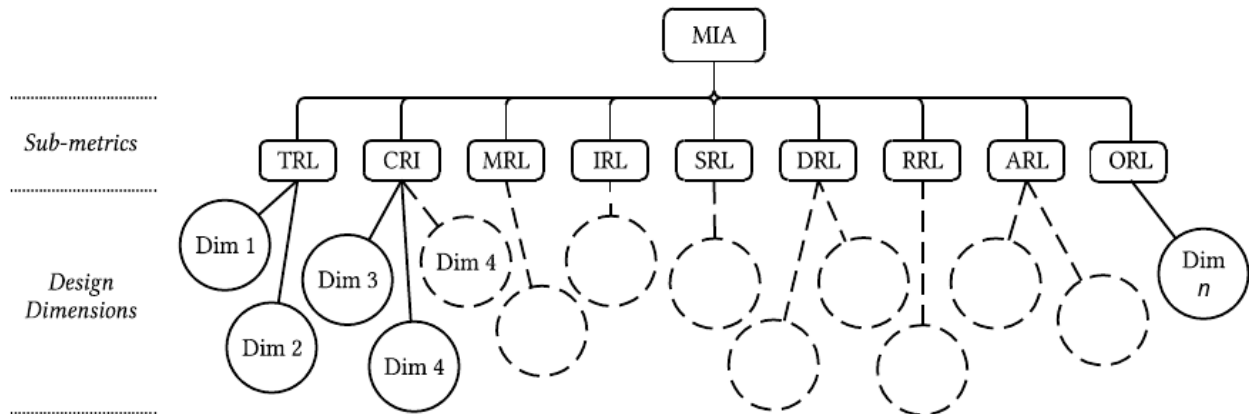 MIA
Sub-metrics
TRL
CRI
MRL
IRL
SRL
DRL
RRL
ARL
ORL
Design
Dimensions
Dim 1
Dim 2
Dim 3
Dim 4
Dim 4
Dim
n